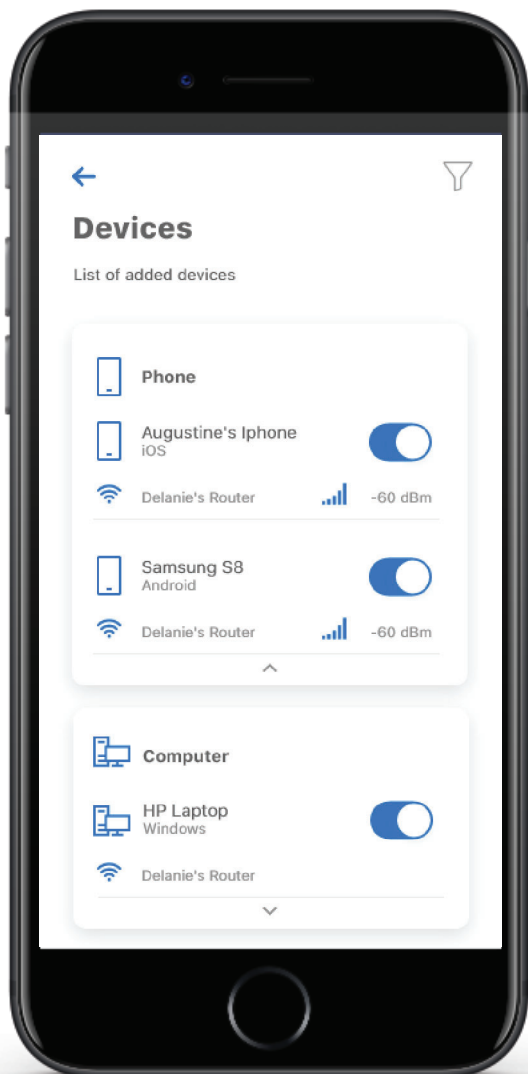 Devices
List of added devices
Phone
Augustine's Iphone
iOS
Delanie's Router -60 dBm
Samsung S8
Android
Delanie's Router -60 dBm
Computer
HP Laptop
Windows
Delanie's Router